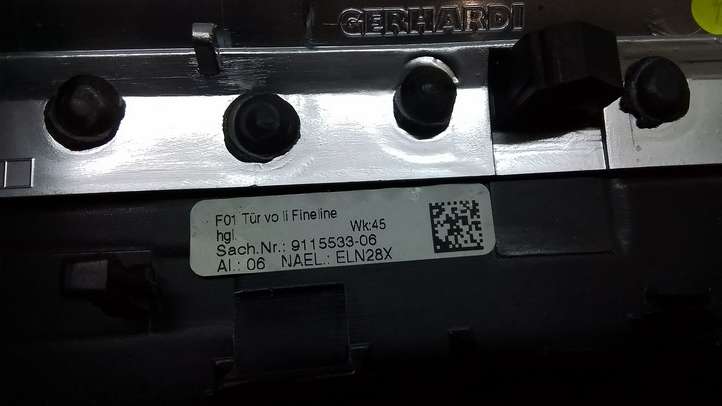 GERHARDI
F01 Tür vo li Fineline
hgl. Wk:45
Sach.Nr.: 9115533-06
AI.: 06 NAEL.: ELN28X